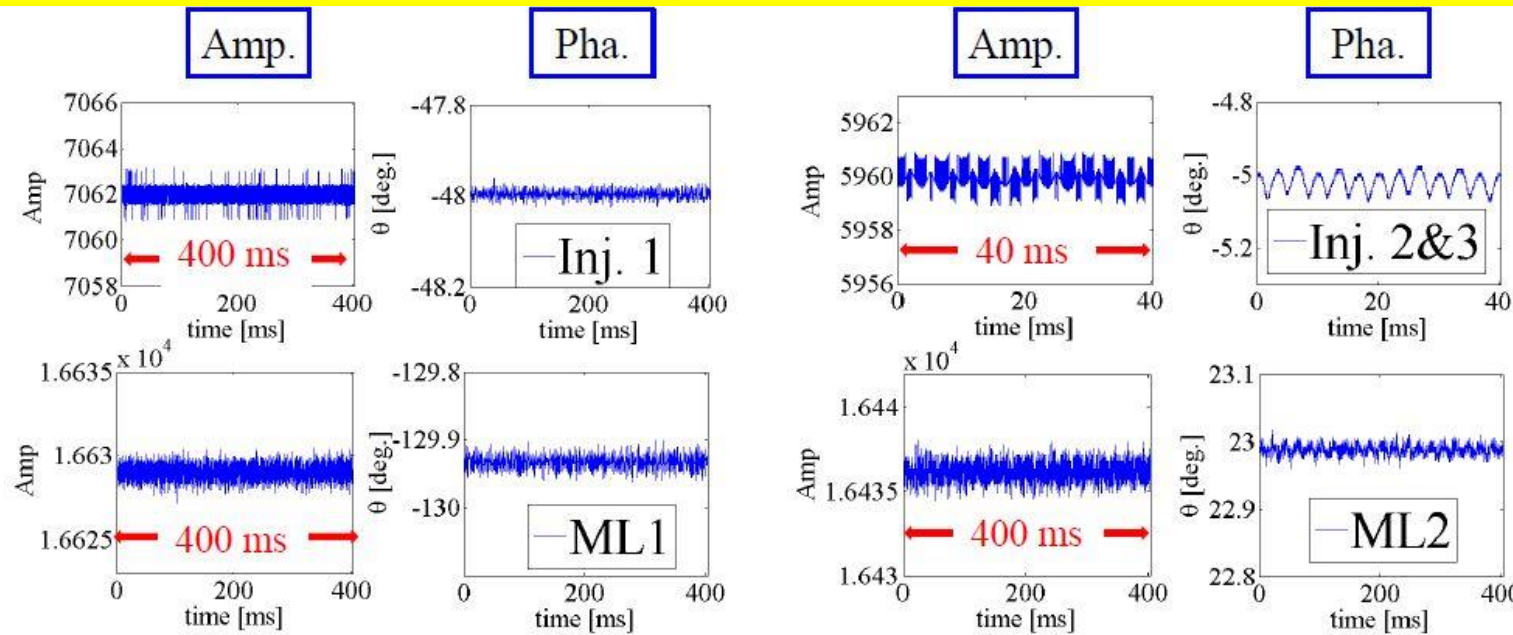 Amp.
Pha.
Amp.
Pha.
7066
7064
7062
7060
7058
Amp
400 ms
0
200
400
time [ms]
-47.8
-48
-48.2
θ [deg.]
Inj. 1
0
200
400
time [ms]
5962
5960
5958
5956
Amp
40 ms
0
20
40
time [ms]
-4.8
-5
-5.2
θ [deg.]
Inj. 2&3
0
20
40
time [ms]
x 10^4
1.6635
1.663
1.6625
Amp
400 ms
0
200
400
time [ms]
-129.8
-129.9
-130
θ [deg.]
ML1
0
200
400
time [ms]
x 10^4
1.644
1.6435
1.643
Amp
400 ms
0
200
400
time [ms]
23.1
23
22.9
22.8
θ [deg.]
ML2
0
200
400
time [ms]